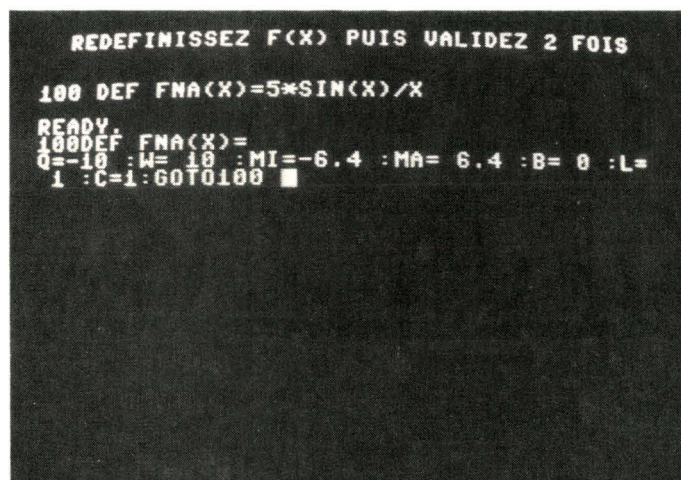 REDEFINISSEZ F(X) PUIS VALIDEZ 2 FOIS
100 DEF FNA(X)=5*SIN(X)/X
READY.
100DEF FNA(X)=
Q=-10 :W= 10 :MI=-6.4 :MA= 6.4 :B= 0 :L=
1 :C=1:GOTO100